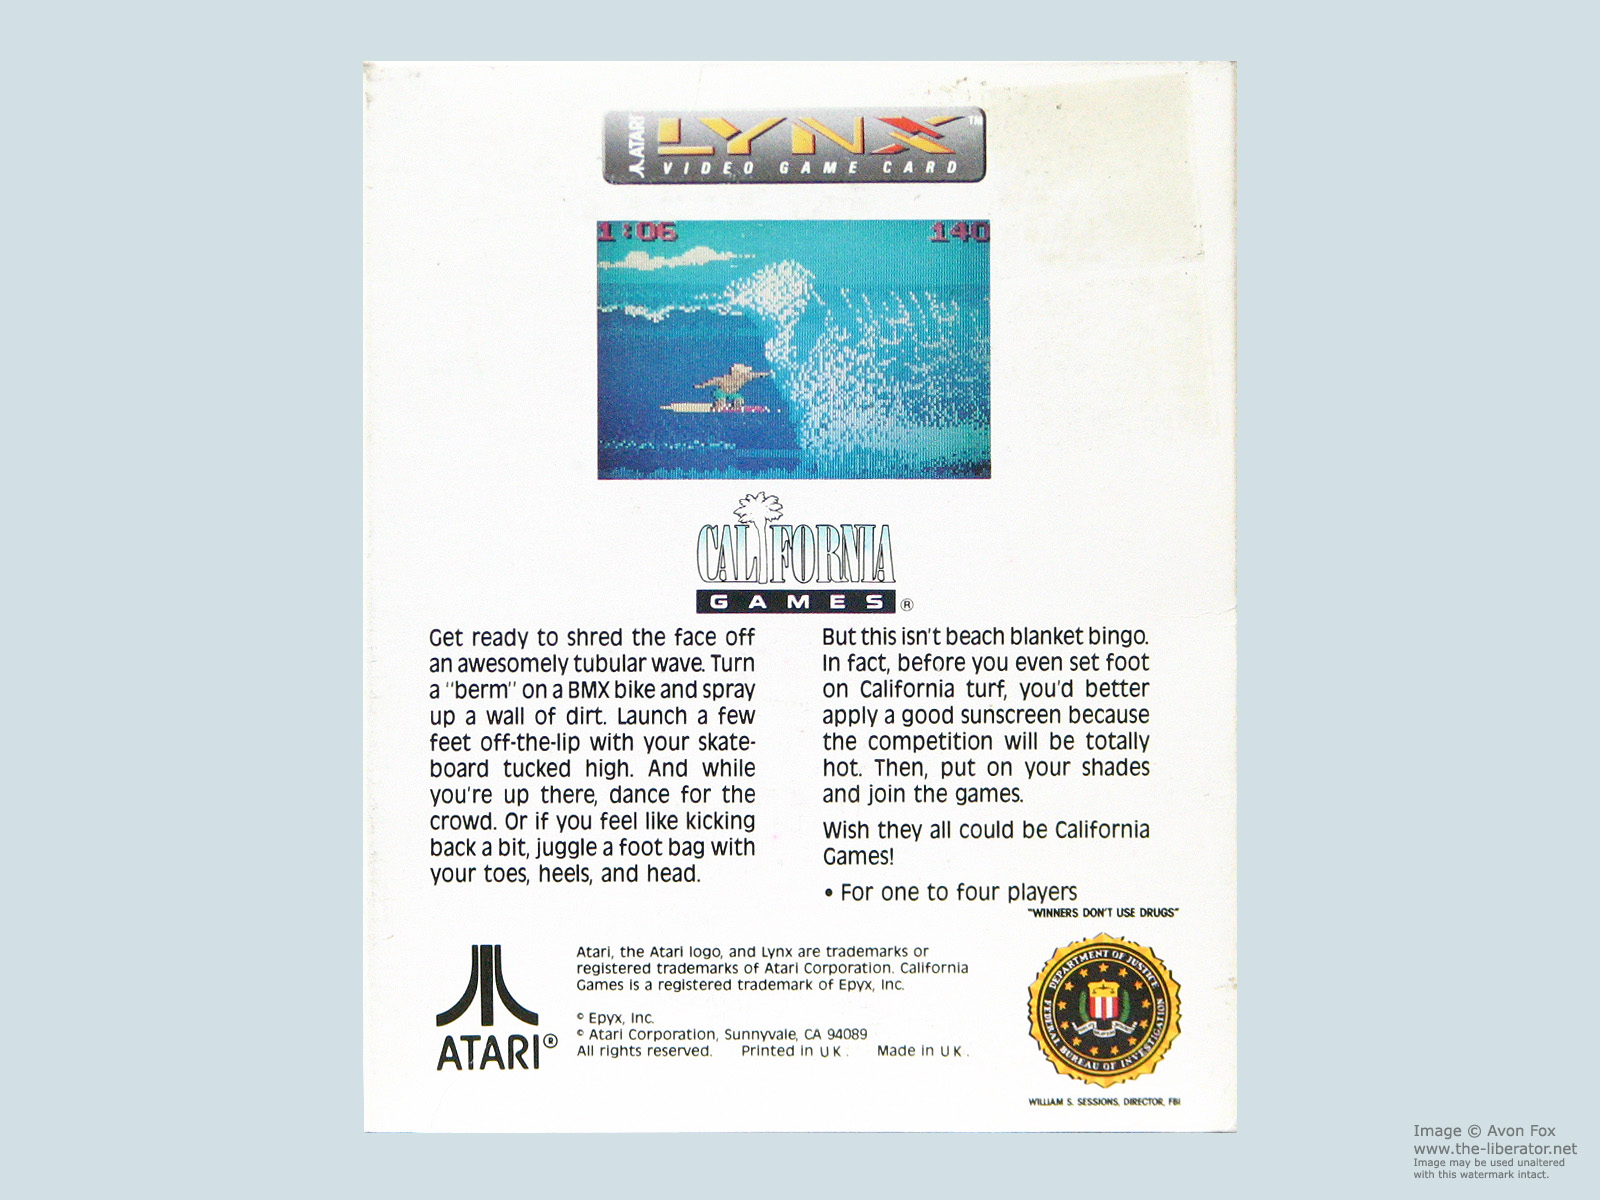 ATARI
LYNX™
VIDEO GAME CARD
1:06 140
CALIFORNIA
GAMES ®
Get ready to shred the face off
an awesomely tubular wave. Turn
a "berm" on a BMX bike and spray
up a wall of dirt. Launch a few
feet off-the-lip with your skate-
board tucked high. And while
you're up there, dance for the
crowd. Or if you feel like kicking
back a bit, juggle a foot bag with
your toes, heels, and head.
But this isn't beach blanket bingo.
In fact, before you even set foot
on California turf, you'd better
apply a good sunscreen because
the competition will be totally
hot. Then, put on your shades
and join the games.
Wish they all could be California
Games!
• For one to four players
"WINNERS DON'T USE DRUGS"
ATARI®
Atari, the Atari logo, and Lynx are trademarks or
registered trademarks of Atari Corporation. California
Games is a registered trademark of Epyx, Inc.
© Epyx, Inc.
© Atari Corporation, Sunnyvale, CA 94089
All rights reserved. Printed in U K . Made in U K .
DEPARTMENT OF JUSTICE
FEDERAL BUREAU OF INVESTIGATION
WILLIAM S. SESSIONS, DIRECTOR, FBI
Image © Avon Fox
www.the-liberator.net
Image may be used unaltered
with this watermark intact.